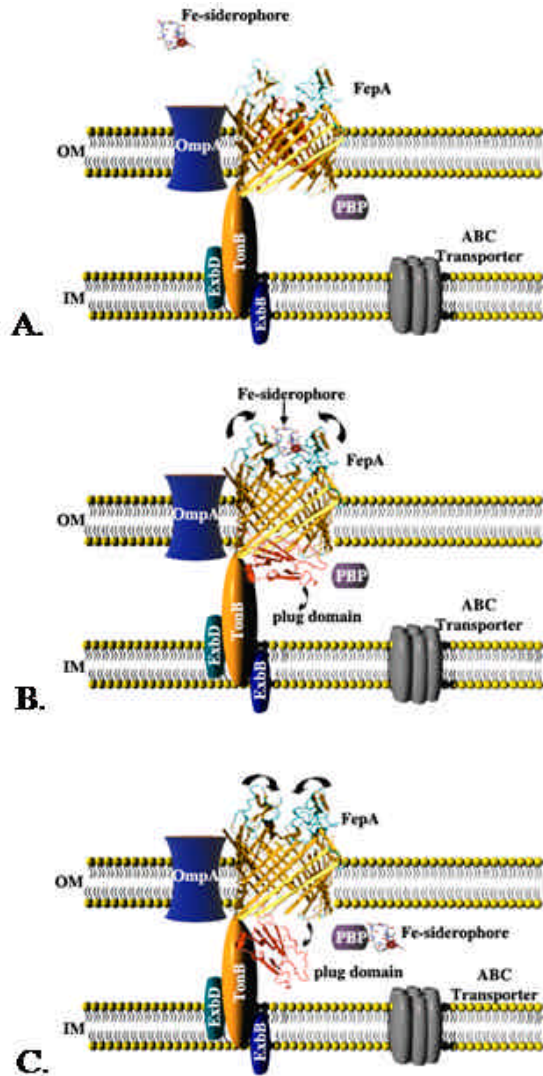 Fe-siderophore
FepA
OM
OmpA
PBP
TonB
ExbD
ABC
Transporter
IM
ExbB
A.
Fe-siderophore
FepA
OM
OmpA
PBP
plug domain
TonB
ExbD
ABC
Transporter
IM
ExbB
B.
FepA
OM
OmpA
PBP
Fe-siderophore
plug domain
TonB
ExbD
ABC
Transporter
IM
ExbB
C.